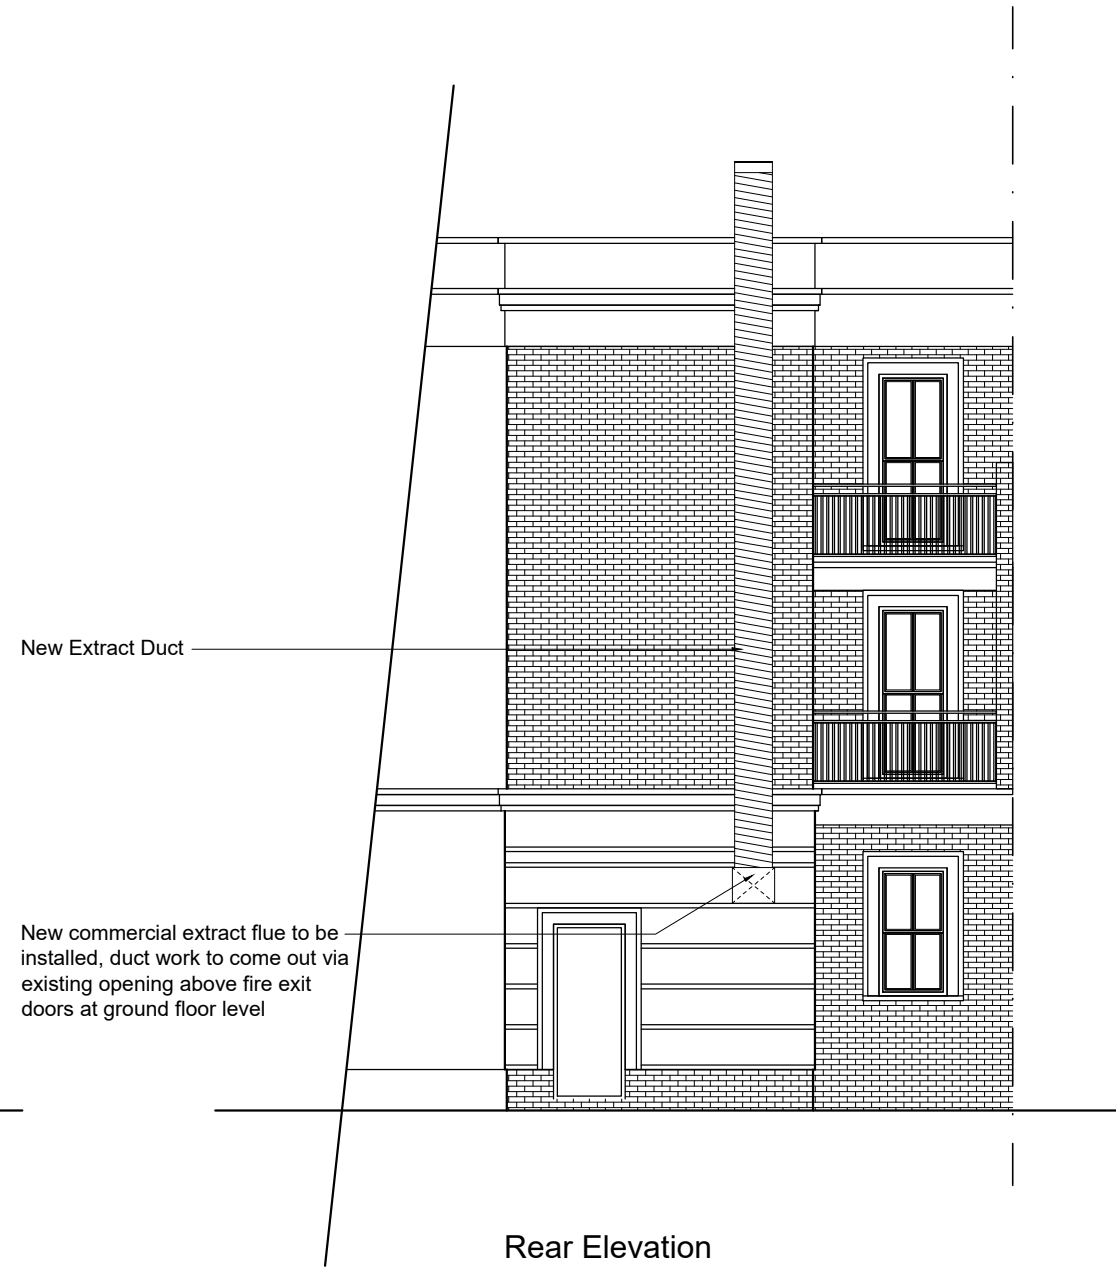 New Extract Duct
New commercial extract flue to be
installed, duct work to come out via
existing opening above fire exit
doors at ground floor level
Rear Elevation